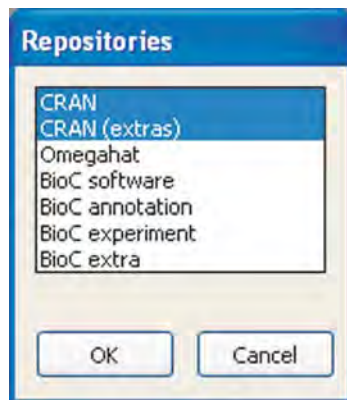 Repositories
CRAN
CRAN (extras)
Omegahat
BioC software
BioC annotation
BioC experiment
BioC extra
OK
Cancel